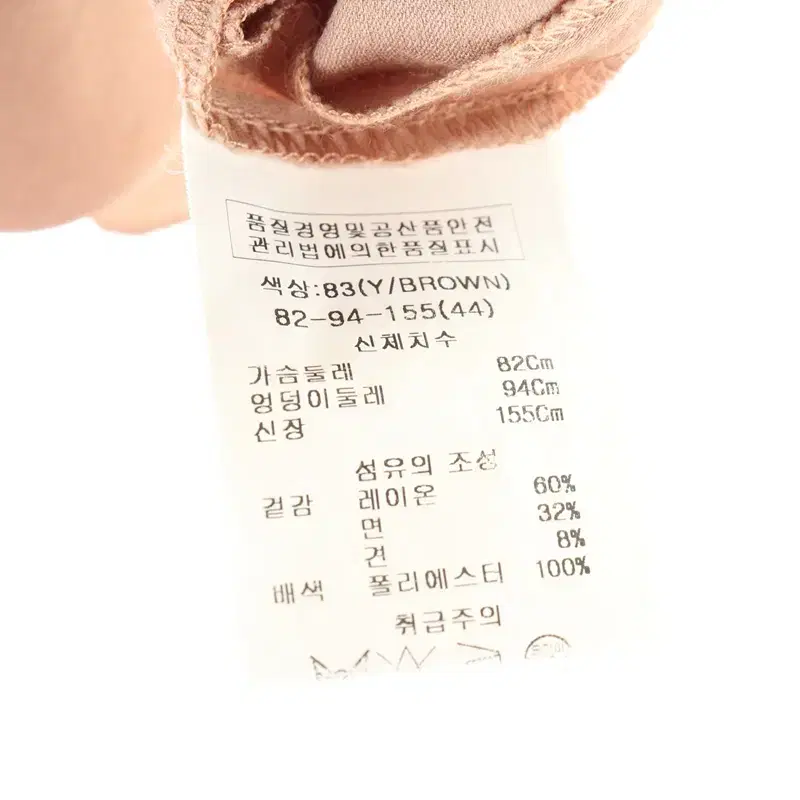 품질경영및공산품안전
관리법에의한품질표시
색상:83(Y/BROWN)
82-94-155(44)
신체치수
가슴둘레 82Cm
엉덩이둘레 94Cm
신장 155Cm
섬유의 조성
겉감 레이온 60%
면 32%
견 8%
배색 폴리에스터 100%
취급주의